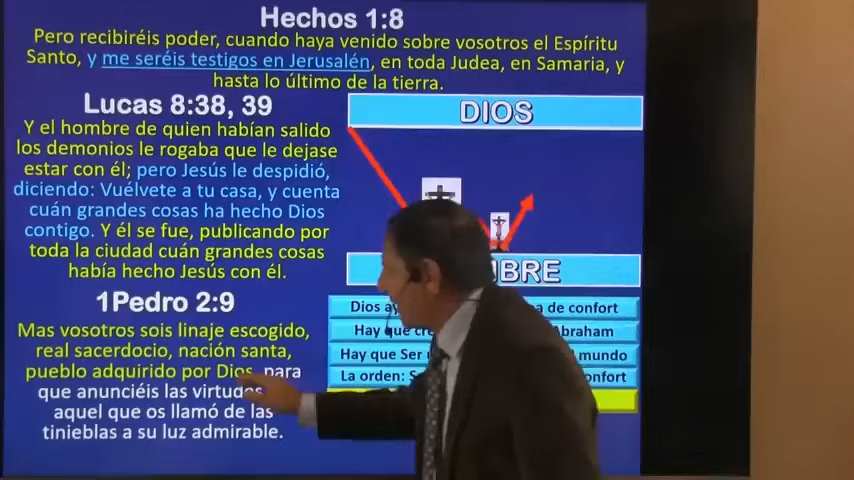 Hechos 1:8
Pero recibiréis poder, cuando haya venido sobre vosotros el Espíritu
Santo, y me seréis testigos en Jerusalén, en toda Judea, en Samaria, y
hasta lo último de la tierra.
Lucas 8:38, 39
Y el hombre de quien habían salido
los demonios le rogaba que le dejase
estar con él; pero Jesús le despidió,
diciendo: Vuélvete a tu casa, y cuenta
cuán grandes cosas ha hecho Dios
contigo. Y él se fue, publicando por
toda la ciudad cuán grandes cosas
había hecho Jesús con él.
1Pedro 2:9
Mas vosotros sois linaje escogido,
real sacerdocio, nación santa,
pueblo adquirido por Dios, para
que anunciéis las virtudes
aquel que os llamó de las
tinieblas a su luz admirable.
DIOS
BRE
Dios de confort
Hay que Abraham
Hay que Ser mundo
La orden: